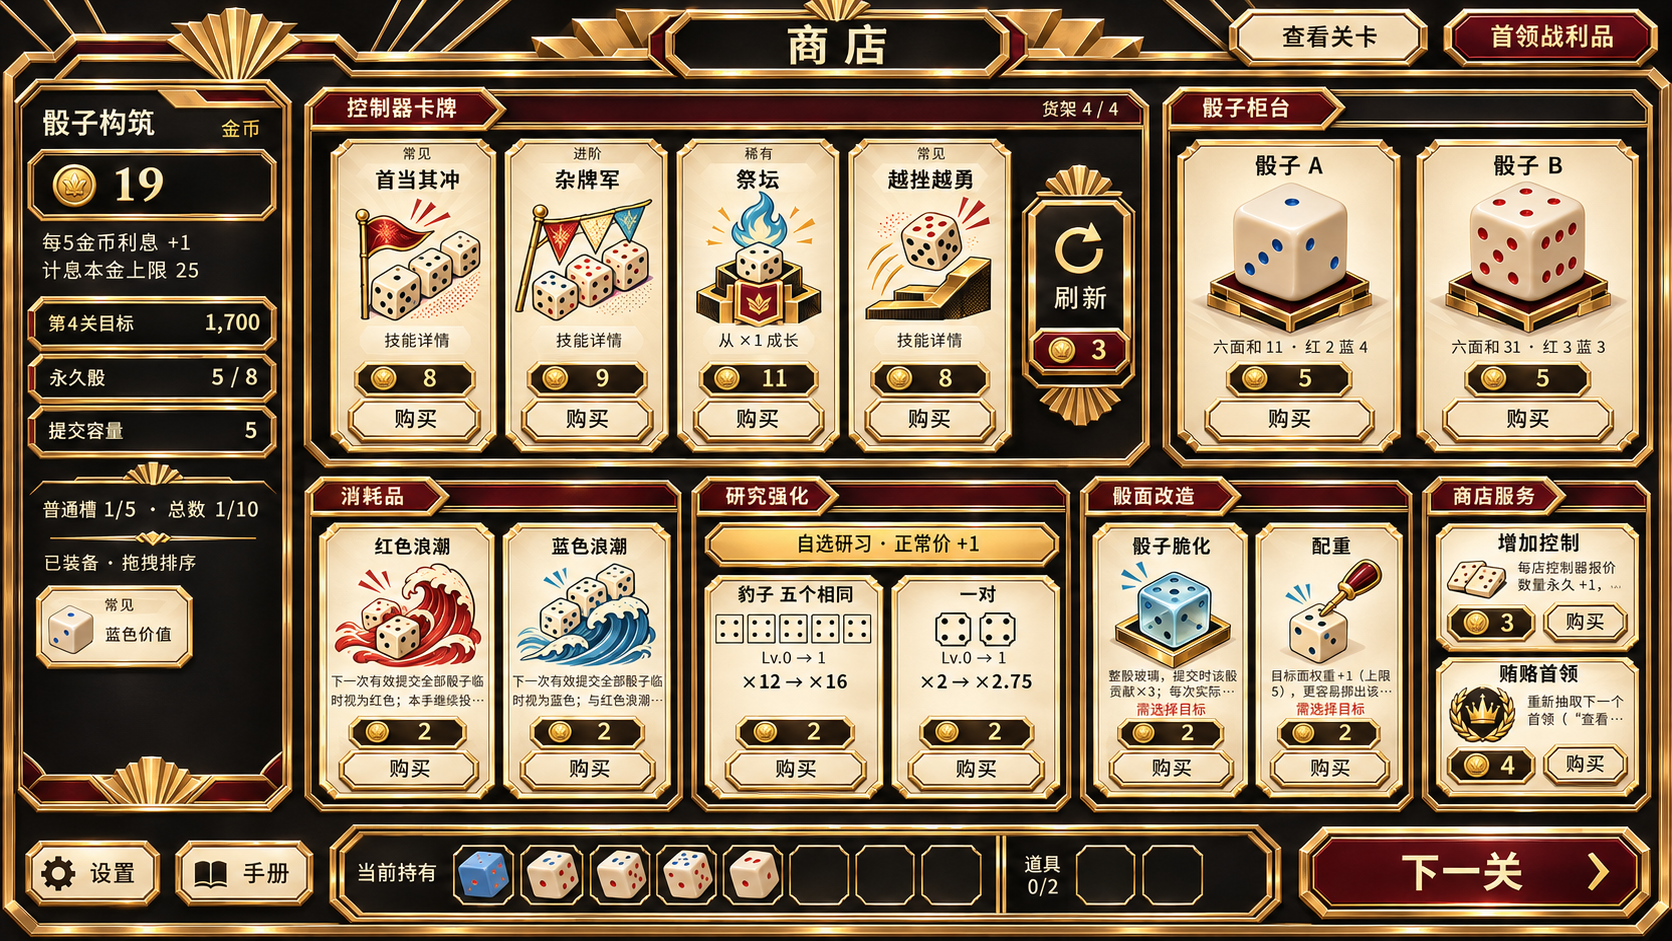 商店
查看关卡
首领战利品
骰子构筑
金币
19
每5金币利息 +1
计息本金上限 25
第4关目标 1,700
永久骰 5 / 8
提交容量 5
普通槽 1/5 · 总数 1/10
已装备 · 拖拽排序
常见
蓝色价值
控制器卡牌
货架 4 / 4
常见
首当其冲
技能详情
8
购买
进阶
杂牌军
技能详情
9
购买
稀有
祭坛
从 ×1 成长
11
购买
常见
越挫越勇
技能详情
8
购买
刷新
3
骰子柜台
骰子 A
六面和 11 · 红 2 蓝 4
5
购买
骰子 B
六面和 31 · 红 3 蓝 3
5
购买
消耗品
红色浪潮
下一次有效提交全部骰子临
时视为红色；本手继续投…
2
购买
蓝色浪潮
下一次有效提交全部骰子临
时视为蓝色；与红色浪潮…
2
购买
研究强化
自选研习 · 正常价 +1
豹子 五个相同
Lv.0 → 1
×12 → ×16
2
购买
一对
Lv.0 → 1
×2 → ×2.75
2
购买
骰面改造
骰子脆化
整骰玻璃，提交时该骰
贡献×3；每次实际…
需选择目标
2
购买
配重
目标面权重 +1（上限
5），更容易掷出该…
需选择目标
2
购买
商店服务
增加控制
每店控制器报价
数量永久 +1，…
3
购买
贿赂首领
重新抽取下一个
首领（“查看…
4
购买
设置
手册
当前持有
道具
0/2
下一关